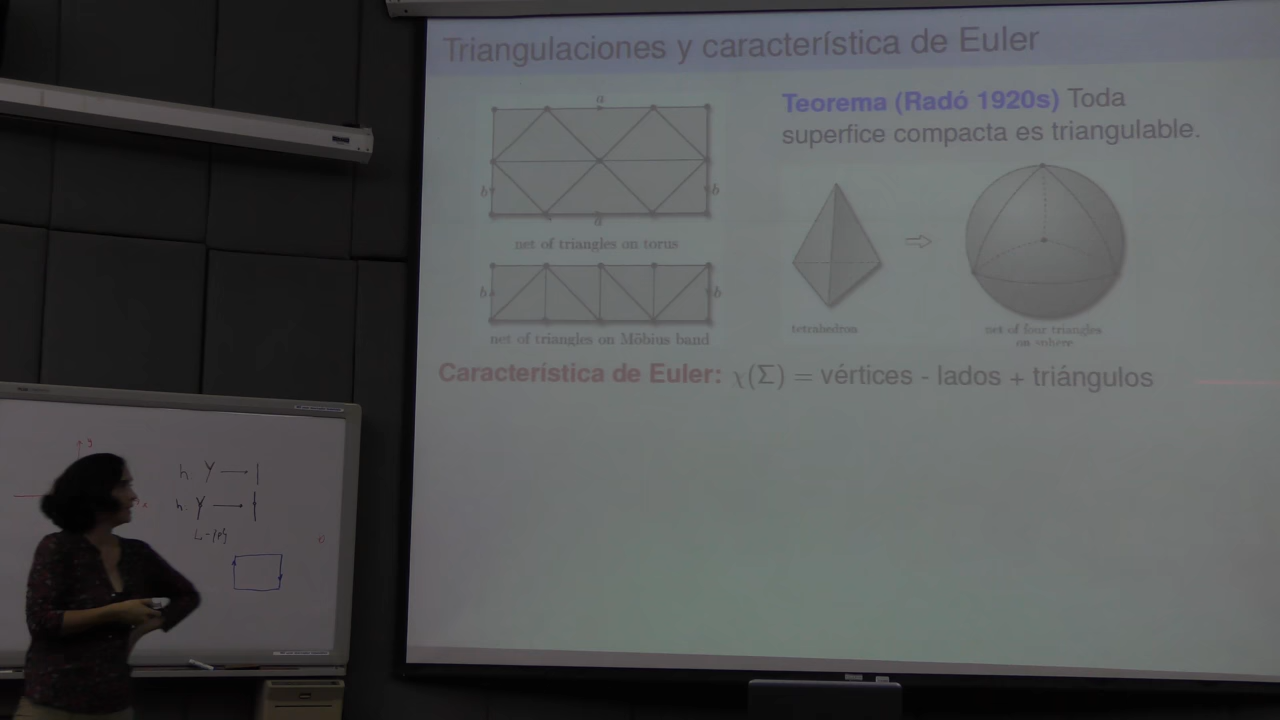 Triangulaciones y característica de Euler
a
b
b
a
net of triangles on torus
b
b
net of triangles on Möbius band
Teorema (Radó 1920s) Toda
superfice compacta es triangulable.
tetrahedron
net of four triangles
on sphere
Característica de Euler: χ(Σ) = vértices - lados + triángulos
y
x
h: Y
h: Y